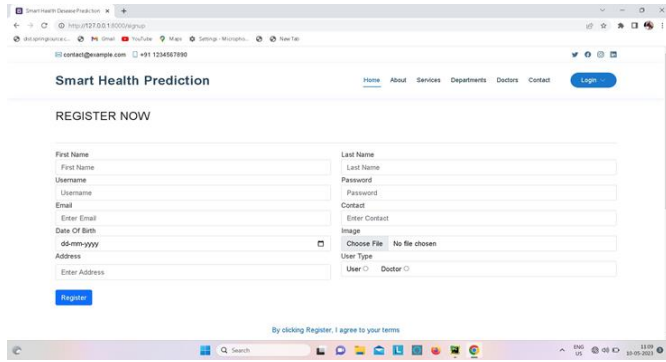 Smart Health Desease Prediction
http://127.0.0.1:8000/signup
Gmail YouTube Maps Settings - Micropho... New Tab
contact@example.com +91 1234567890
Smart Health Prediction
Home About Services Departments Doctors Contact Login
REGISTER NOW
First Name Last Name
First Name Last Name
Username Password
Username Password
Email Contact
Enter Email Enter Contact
Date Of Birth Image
dd-mm-yyyy Choose File No file chosen
Address User Type
Enter Address User Doctor
Register
By clicking Register, I agree to your terms
Search
ENG 11:09
US 10-05-2023